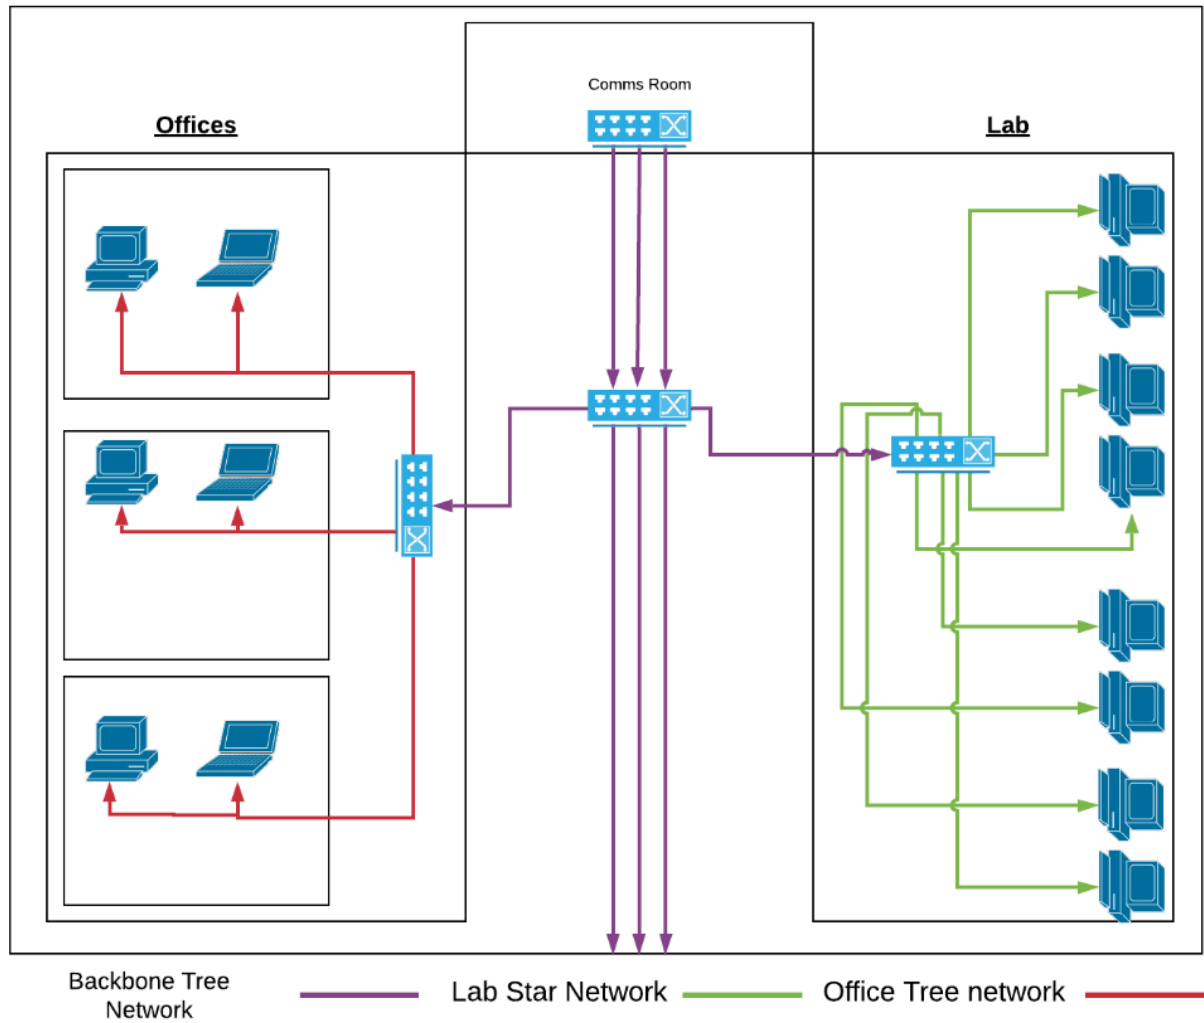 Comms Room
Offices
Lab
Backbone Tree
Network
Lab Star Network
Office Tree network